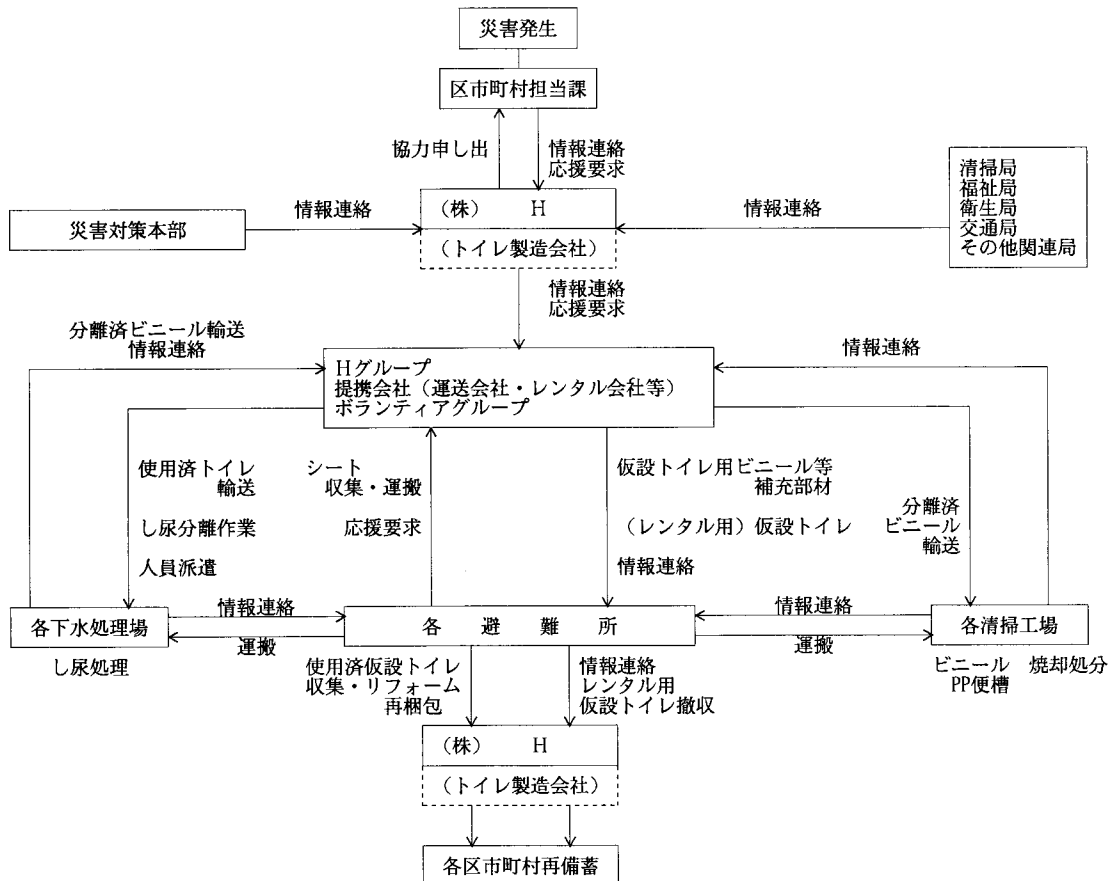 災害発生
区市町村担当課
協力申し出
情報連絡
応援要求
清掃局
福祉局
衛生局
交通局
その他関連局
災害対策本部
情報連絡
(株) H
(トイレ製造会社)
情報連絡
情報連絡
応援要求
分離済ビニール輸送
情報連絡
Hグループ
提携会社(運送会社・レンタル会社等)
ボランティアグループ
情報連絡
使用済トイレ
輸送
し尿分離作業
人員派遣
シート
収集・運搬
応援要求
仮設トイレ用ビニール等
補充部材
(レンタル用)仮設トイレ
情報連絡
分離済
ビニール
輸送
各下水処理場
し尿処理
情報連絡
運搬
各避難所
情報連絡
運搬
各清掃工場
ビニール 焼却処分
PP便槽
使用済仮設トイレ
収集・リフォーム
再梱包
情報連絡
レンタル用
仮設トイレ撤収
(株) H
(トイレ製造会社)
各区市町村再備蓄